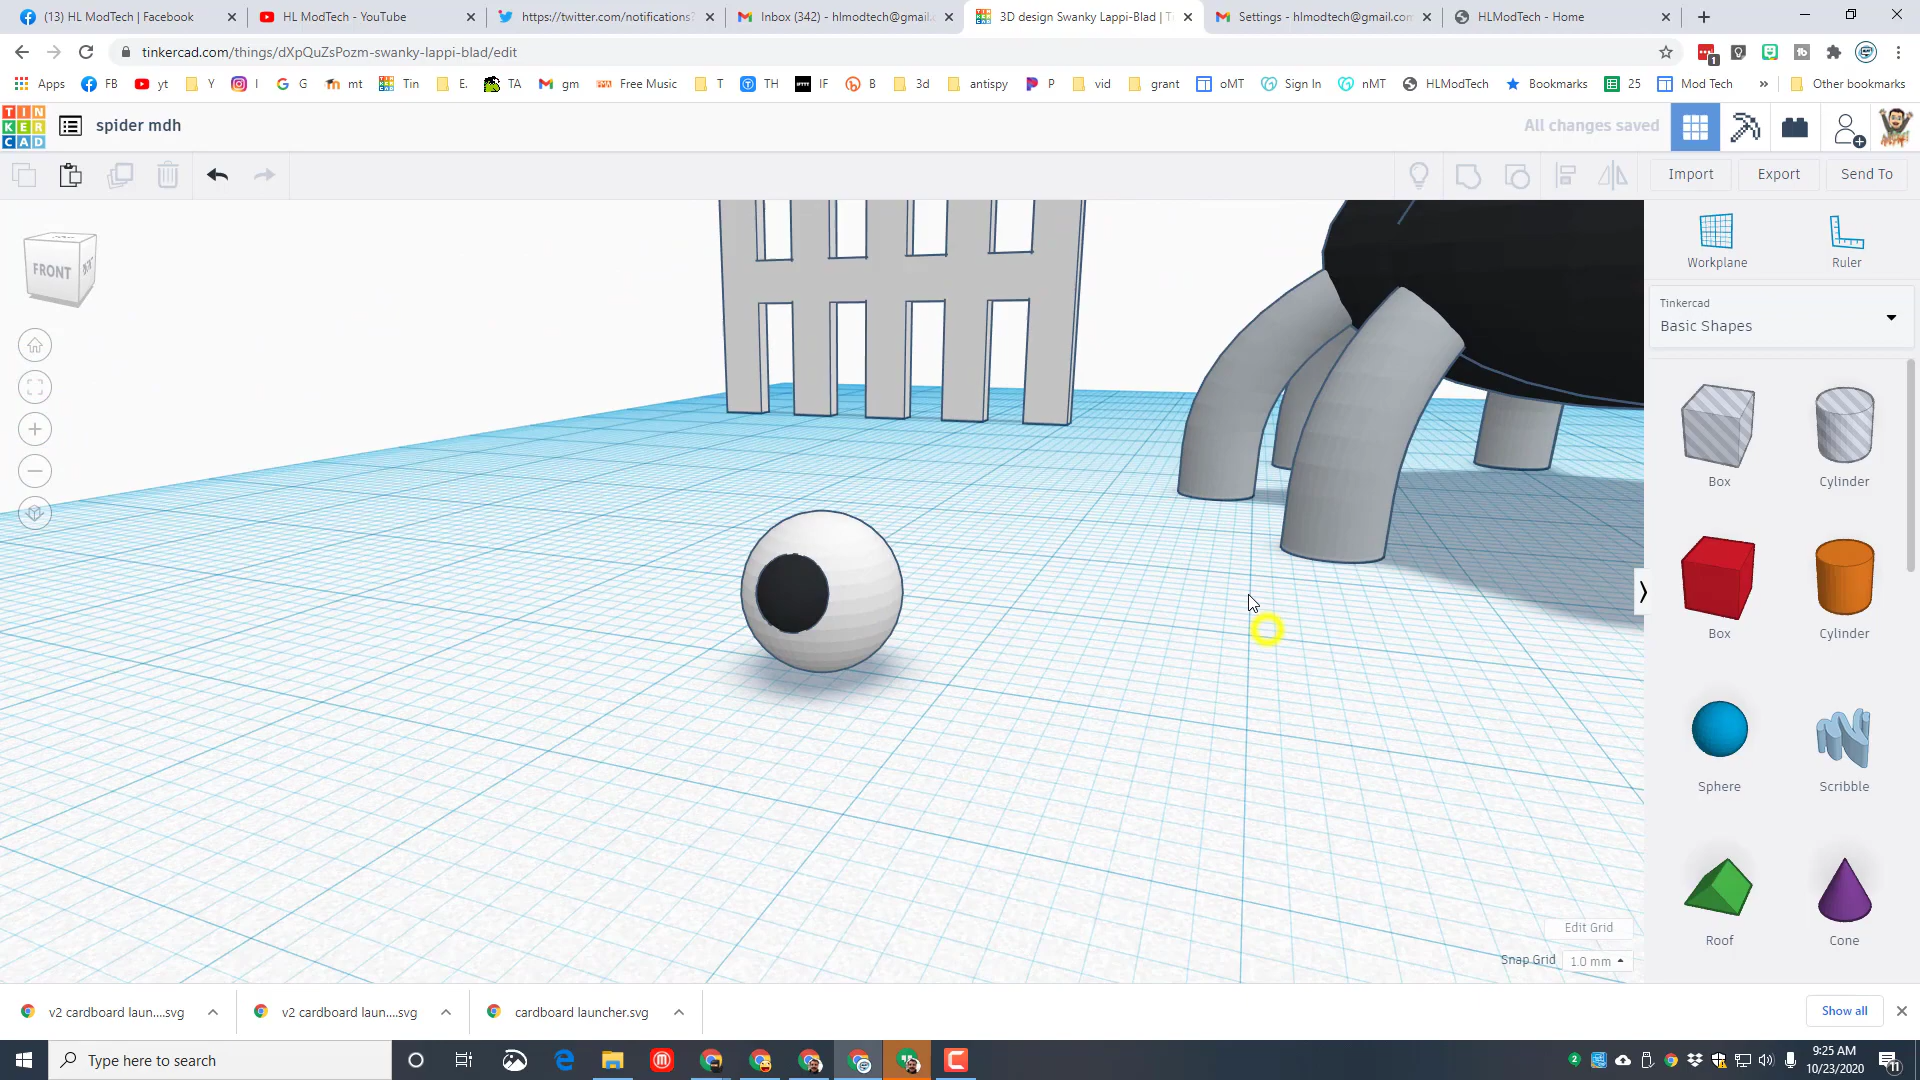 (13) HL ModTech | Facebook
HL ModTech - YouTube
https://twitter.com/notifications?
Inbox (342) - hlmodtech@gmail.c
3D design Swanky Lappi-Blad | T
Settings - hlmodtech@gmail.com
HLModTech - Home
tinkercad.com/things/dXpQuZsPozm-swanky-lappi-blad/edit
1
Apps
FB
yt
Y
I
G
mt
Tin
E.
TA
gm
Free Music
T
TH
IF
B
3d
antispy
P
vid
grant
oMT
Sign In
nMT
HLModTech
Bookmarks
25
Mod Tech
»
Other bookmarks
TIN
KER
CAD
spider mdh
All changes saved
Import
Export
Send To
FRONT
Workplane
Ruler
Tinkercad
Basic Shapes
Box
Cylinder
Box
Cylinder
Sphere
Scribble
Roof
Cone
Edit Grid
Snap Grid
1.0 mm
v2 cardboard laun....svg
v2 cardboard laun....svg
cardboard launcher.svg
Show all
Type here to search
9:25 AM
10/23/2020
11